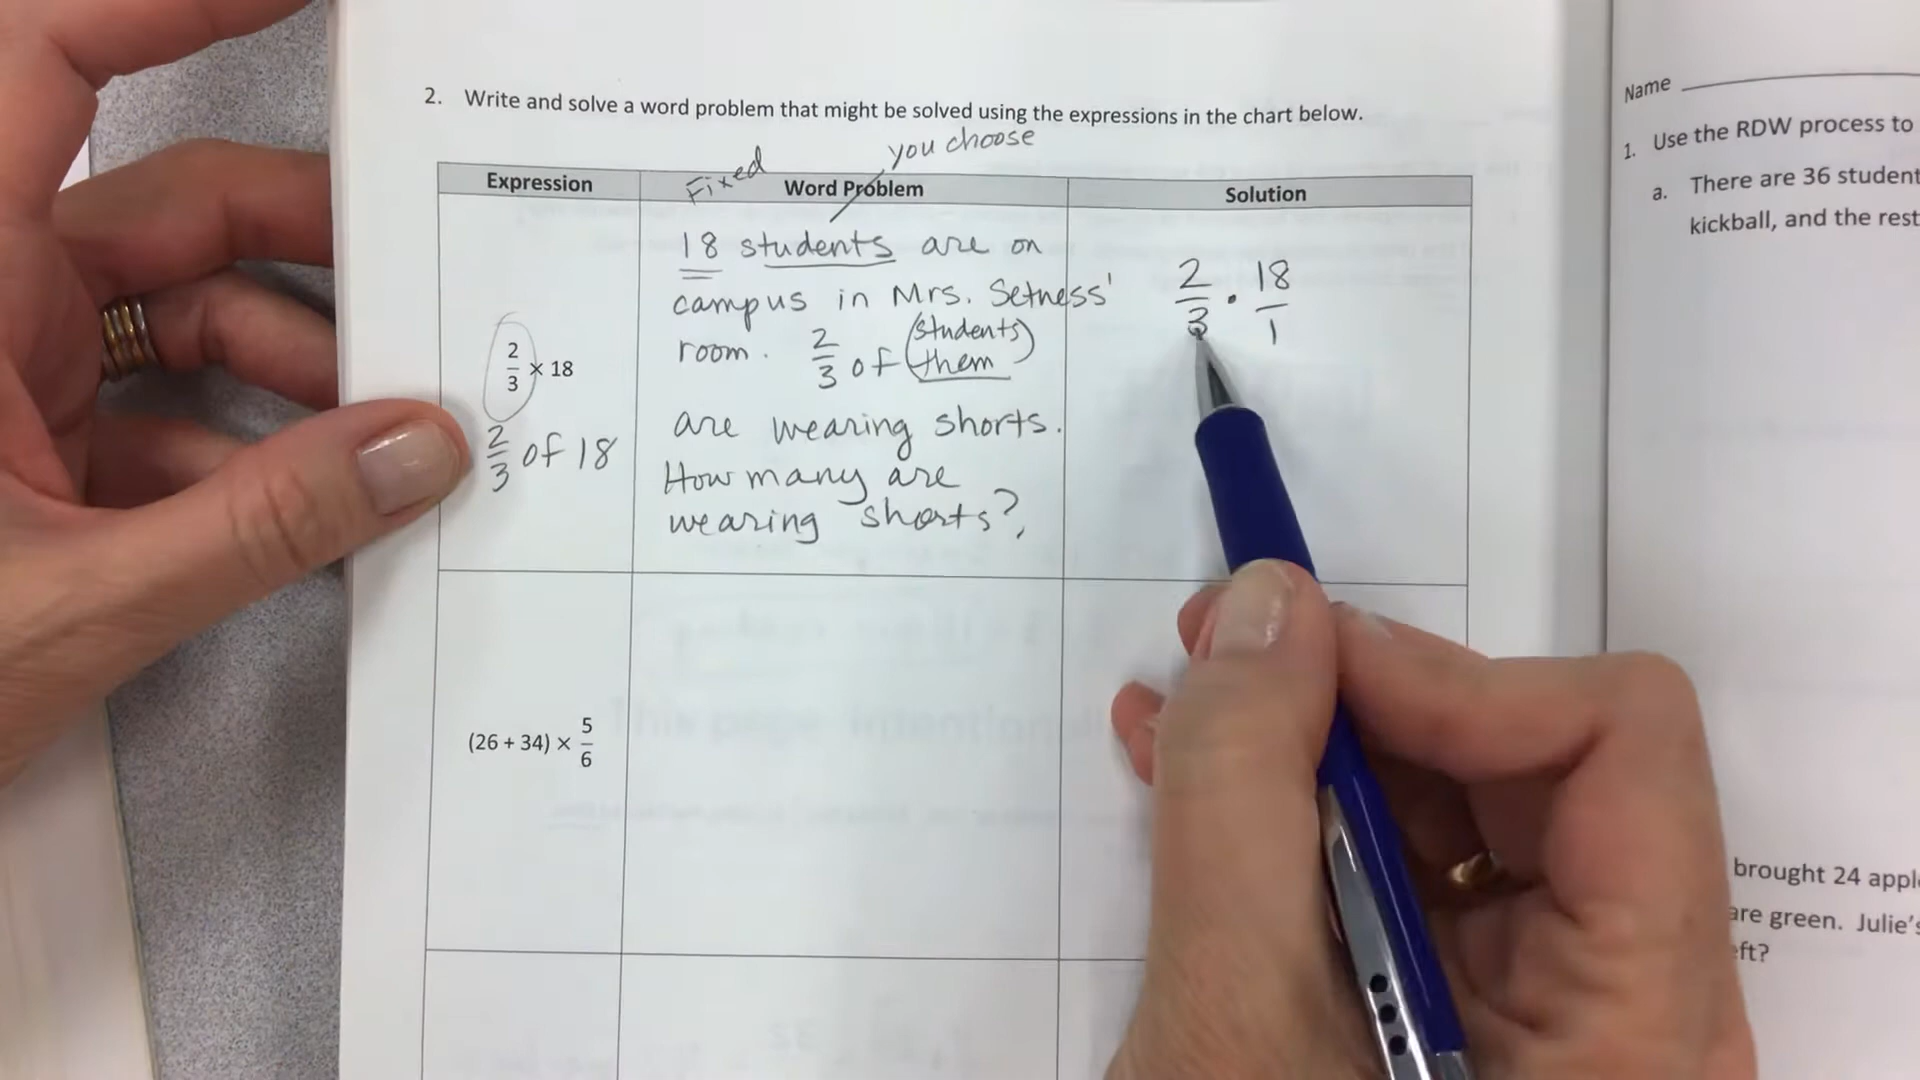 2. Write and solve a word problem that might be solved using the expressions in the chart below.
you choose
Fixed
Expression
Word Problem
Solution
2/3 × 18
2/3 of 18
18 students are on
campus in Mrs. Setness'
room. 2/3 of (students)
(them)
are wearing shorts.
How many are
wearing shorts?
2/3 · 18/1
(26 + 34) × 5/6
Name
1. Use the RDW process to
a. There are 36 student
kickball, and the rest
brought 24 appl
are green. Julie's
ft?